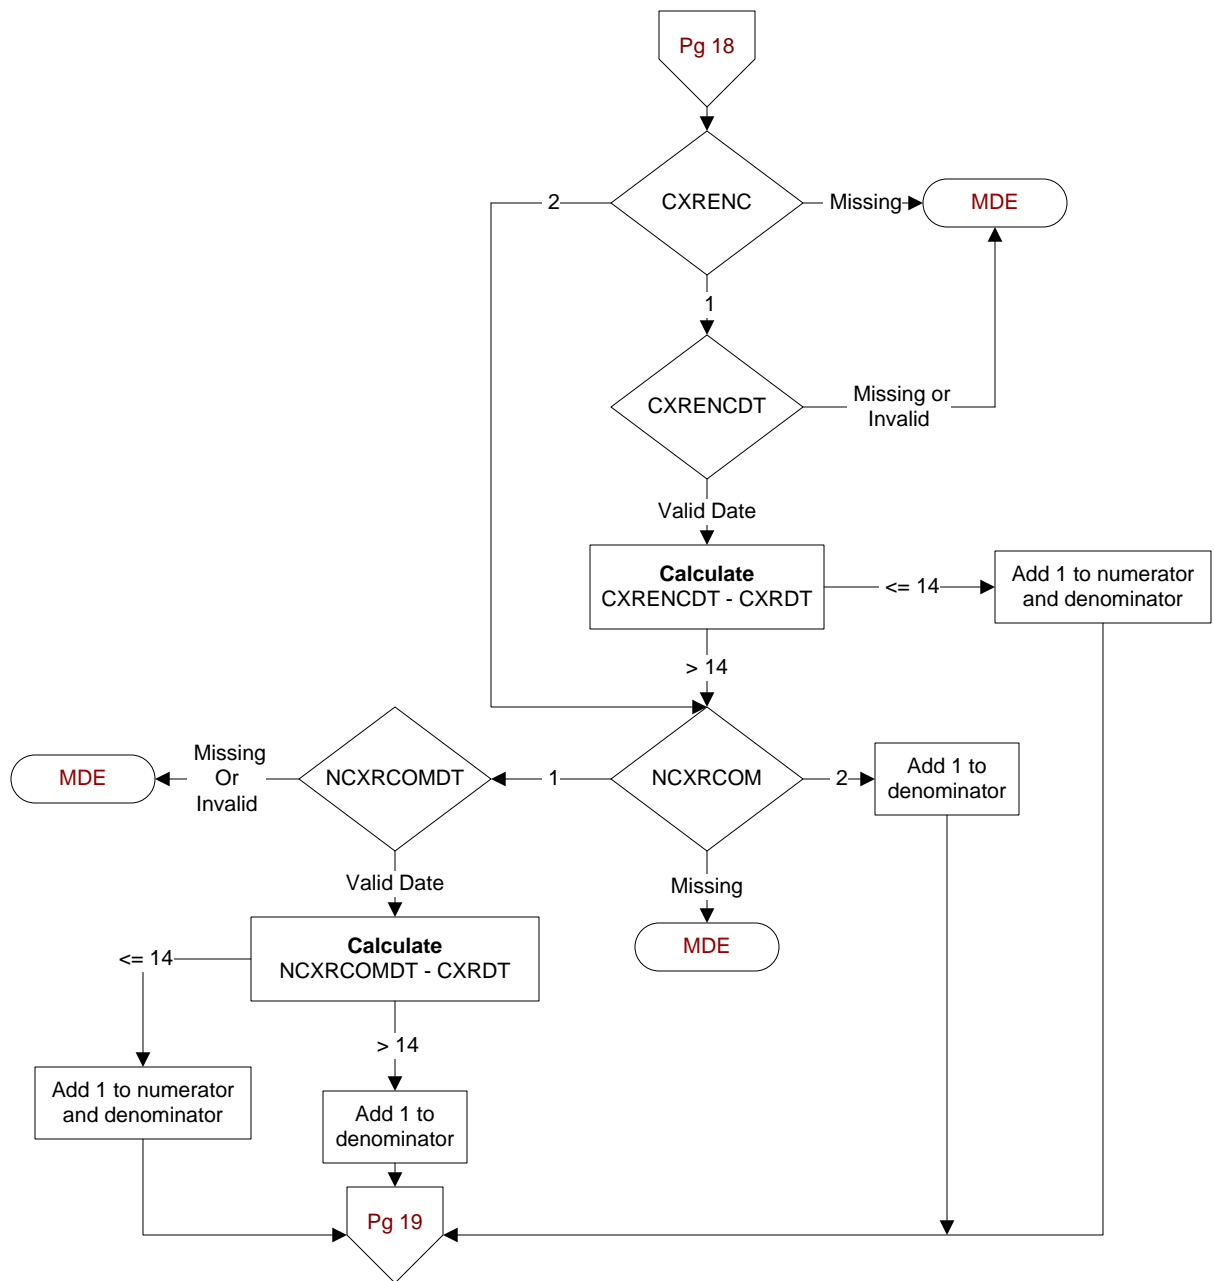 Pg 18
CXRENC
2
Missing
MDE
1
CXRENCDT
Missing or
Invalid
Valid Date
Calculate
CXRENCDT - CXRDT
<= 14
Add 1 to numerator
and denominator
> 14
Missing
Or
Invalid
MDE
NCXRCOMDT
1
NCXRCOM
2
Add 1 to
denominator
Valid Date
Missing
MDE
Calculate
NCXRCOMDT - CXRDT
<= 14
> 14
Add 1 to numerator
and denominator
Add 1 to
denominator
Pg 19